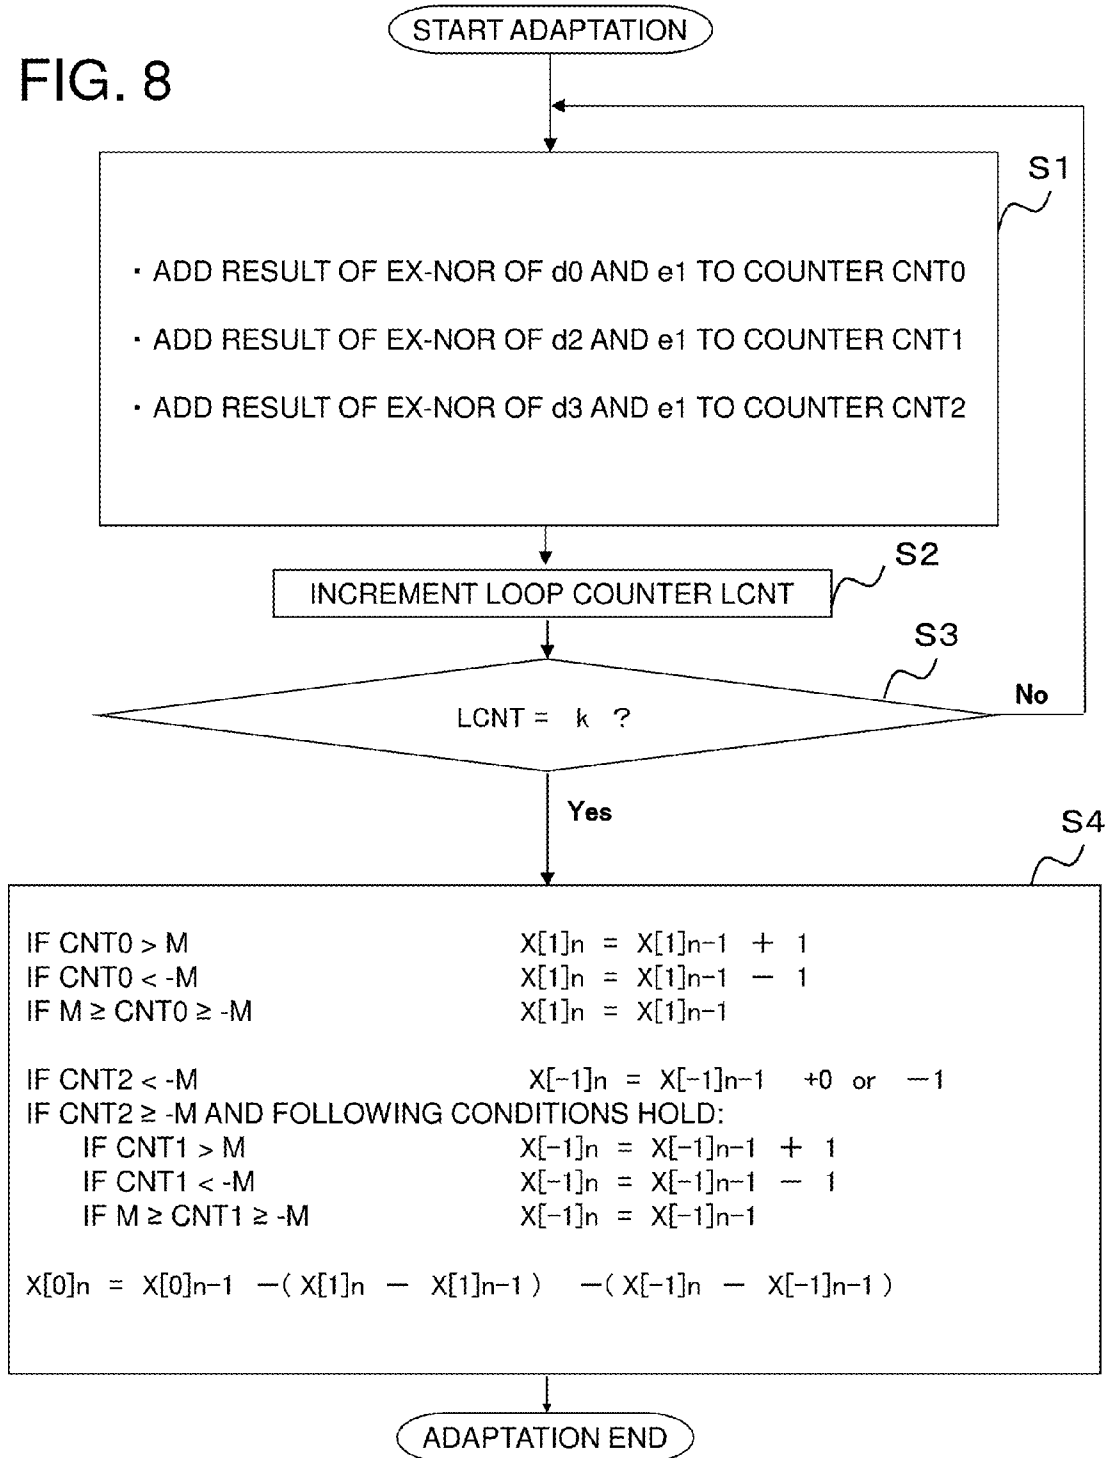 START ADAPTATION
FIG. 8
S1
・ADD RESULT OF EX-NOR OF d0 AND e1 TO COUNTER CNT0
・ADD RESULT OF EX-NOR OF d2 AND e1 TO COUNTER CNT1
・ADD RESULT OF EX-NOR OF d3 AND e1 TO COUNTER CNT2
S2
INCREMENT LOOP COUNTER LCNT
S3
LCNT = k ?
No
Yes
S4
IF CNT0 > M X[1]n = X[1]n-1 + 1
IF CNT0 < -M X[1]n = X[1]n-1 − 1
IF M ≥ CNT0 ≥ -M X[1]n = X[1]n-1
IF CNT2 < -M X[-1]n = X[-1]n-1 +0 or −1
IF CNT2 ≥ -M AND FOLLOWING CONDITIONS HOLD:
IF CNT1 > M X[-1]n = X[-1]n-1 + 1
IF CNT1 < -M X[-1]n = X[-1]n-1 − 1
IF M ≥ CNT1 ≥ -M X[-1]n = X[-1]n-1
X[0]n = X[0]n-1 −( X[1]n − X[1]n-1 ) −( X[-1]n − X[-1]n-1 )
ADAPTATION END